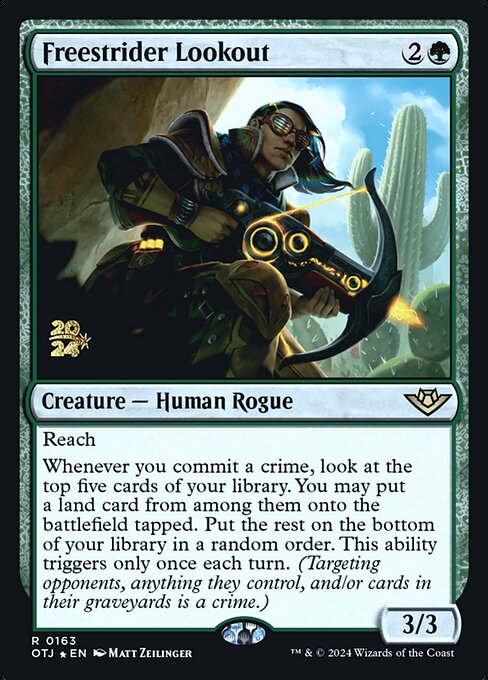 Freestrider Lookout 2
20
24
Creature — Human Rogue
Reach
Whenever you commit a crime, look at the
top five cards of your library. You may put
a land card from among them onto the
battlefield tapped. Put the rest on the bottom
of your library in a random order. This ability
triggers only once each turn. (Targeting
opponents, anything they control, and/or cards in
their graveyards is a crime.)
3/3
R 0163
OTJ ★ EN Matt Zeilinger
™ & © 2024 Wizards of the Coast